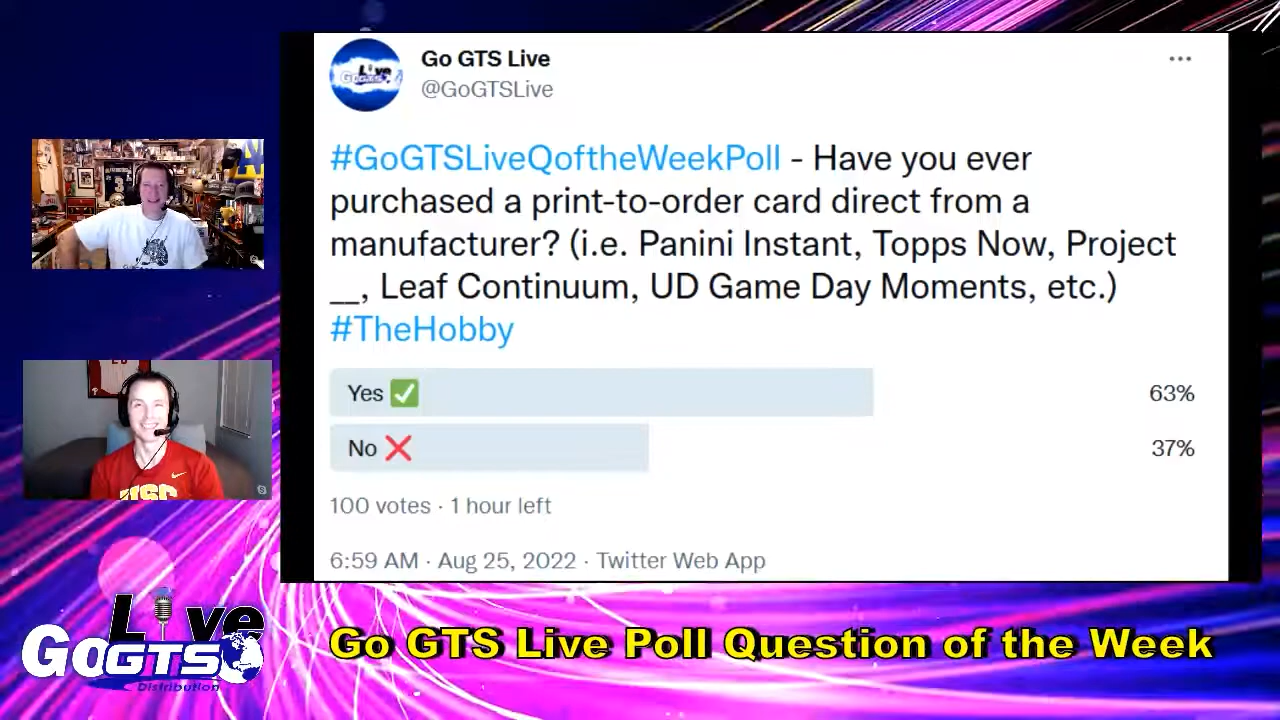 Go GTS Live
@GoGTSLive
#GoGTSLiveQoftheWeekPoll - Have you ever
purchased a print-to-order card direct from a
manufacturer? (i.e. Panini Instant, Topps Now, Project
__, Leaf Continuum, UD Game Day Moments, etc.)
#TheHobby
Yes ✅ 63%
No ❌ 37%
100 votes · 1 hour left
6:59 AM · Aug 25, 2022 · Twitter Web App
USC
Live
GoGTS
Distribution
Go GTS Live Poll Question of the Week